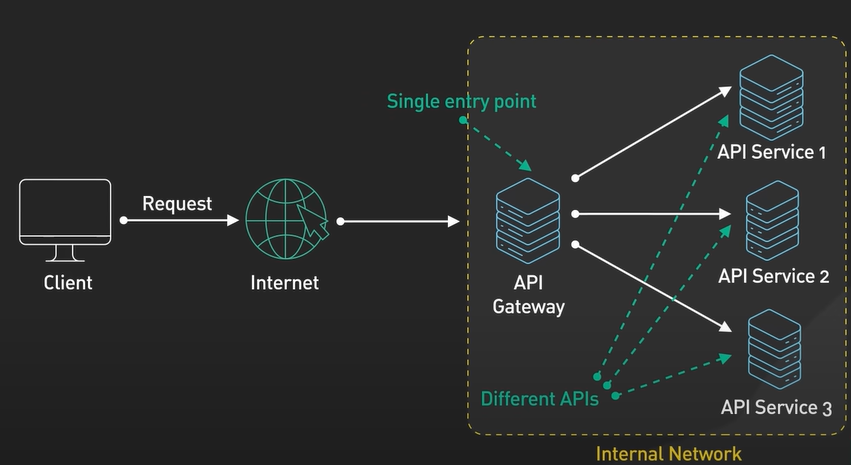 Single entry point
API Service 1
Request
Client
Internet
API
Gateway
API Service 2
Different APIs
API Service 3
Internal Network